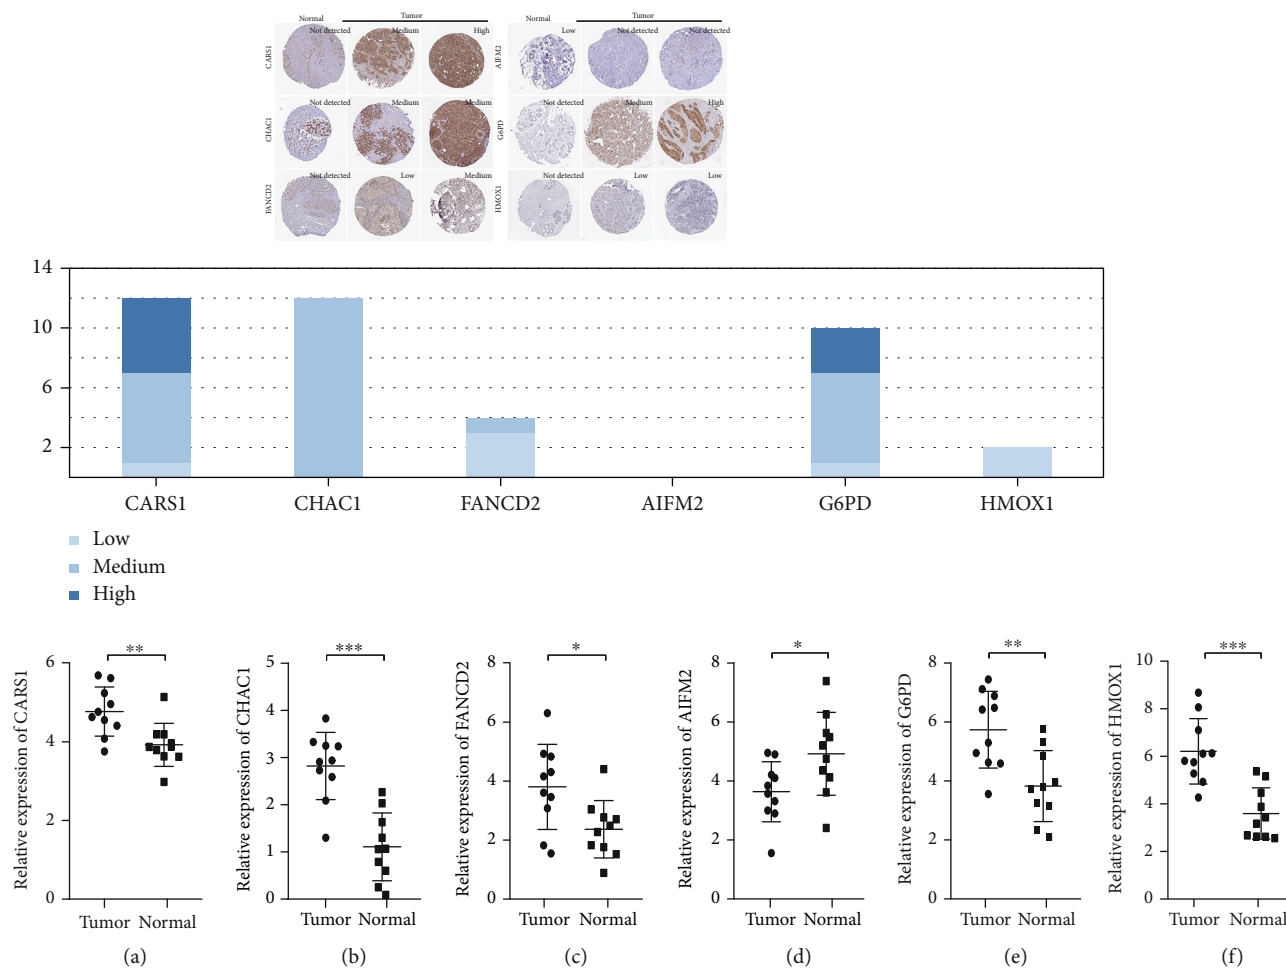 Normal Tumor Normal Tumor
CARS1 Not detected Medium High AIFM2 Low Not detected Not detected
CHAC1 Not detected Medium Medium G6PD Not detected Medium High
FANCD2 Not detected Low Medium HMOX1 Not detected Low Low
14
10
6
2
CARS1 CHAC1 FANCD2 AIFM2 G6PD HMOX1
Low
Medium
High
Relative expression of CARS1
6
4
2
0
**
Tumor Normal
(a)
Relative expression of CHAC1
5
4
3
2
1
0
***
Tumor Normal
(b)
Relative expression of FANCD2
8
6
4
2
0
*
Tumor Normal
(c)
Relative expression of AIFM2
8
6
4
2
0
*
Tumor Normal
(d)
Relative expression of G6PD
8
6
4
2
0
**
Tumor Normal
(e)
Relative expression of HMOX1
10
8
6
4
2
0
***
Tumor Normal
(f)